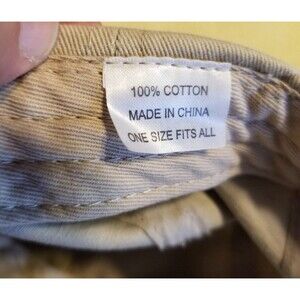 100% COTTON
MADE IN CHINA
ONE SIZE FITS ALL